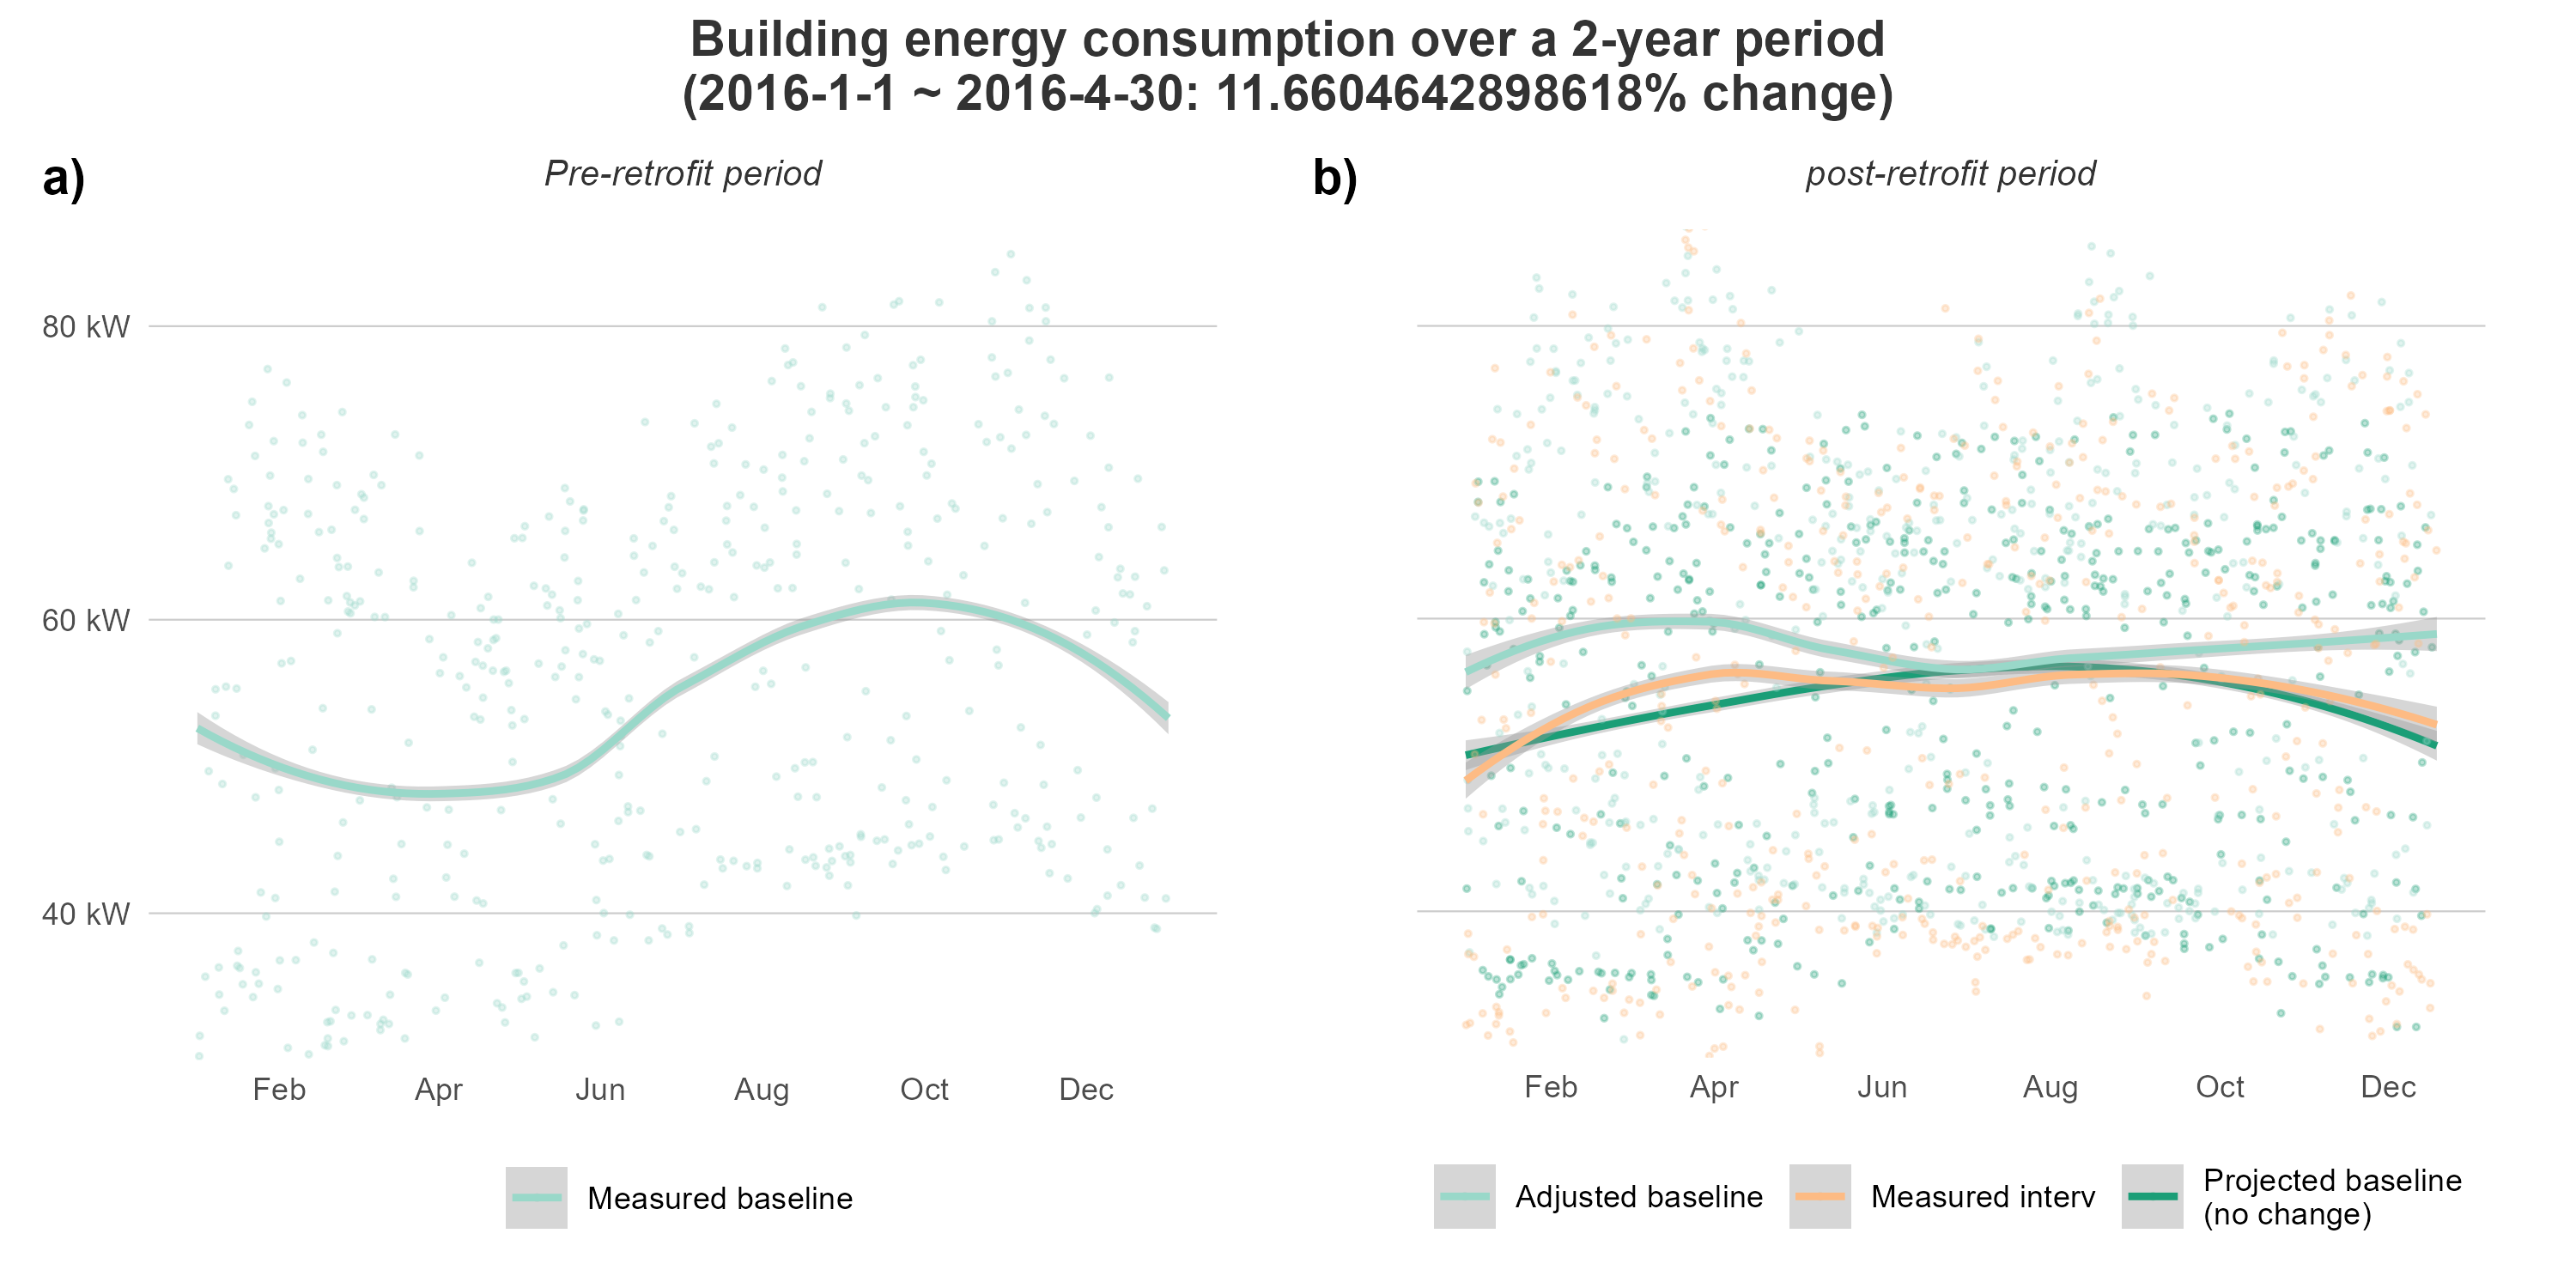 Building energy consumption over a 2-year period
(2016-1-1 ~ 2016-4-30: 11.6604642898618% change)
a)
Pre-retrofit period
80 kW
60 kW
40 kW
Feb Apr Jun Aug Oct Dec
Measured baseline
b)
post-retrofit period
Feb Apr Jun Aug Oct Dec
Adjusted baseline
Measured interv
Projected baseline
(no change)